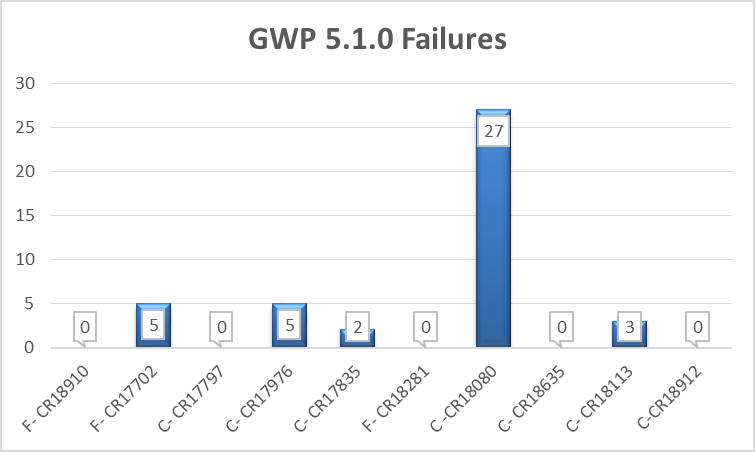 GWP 5.1.0 Failures
30
25
20
15
10
5
0
0
5
0
5
2
0
27
0
3
0
F- CR18910
F- CR17702
C- CR17797
C- CR17976
C- CR17835
F- CR18281
C -CR18080
C- CR18635
C- CR18113
C-CR18912